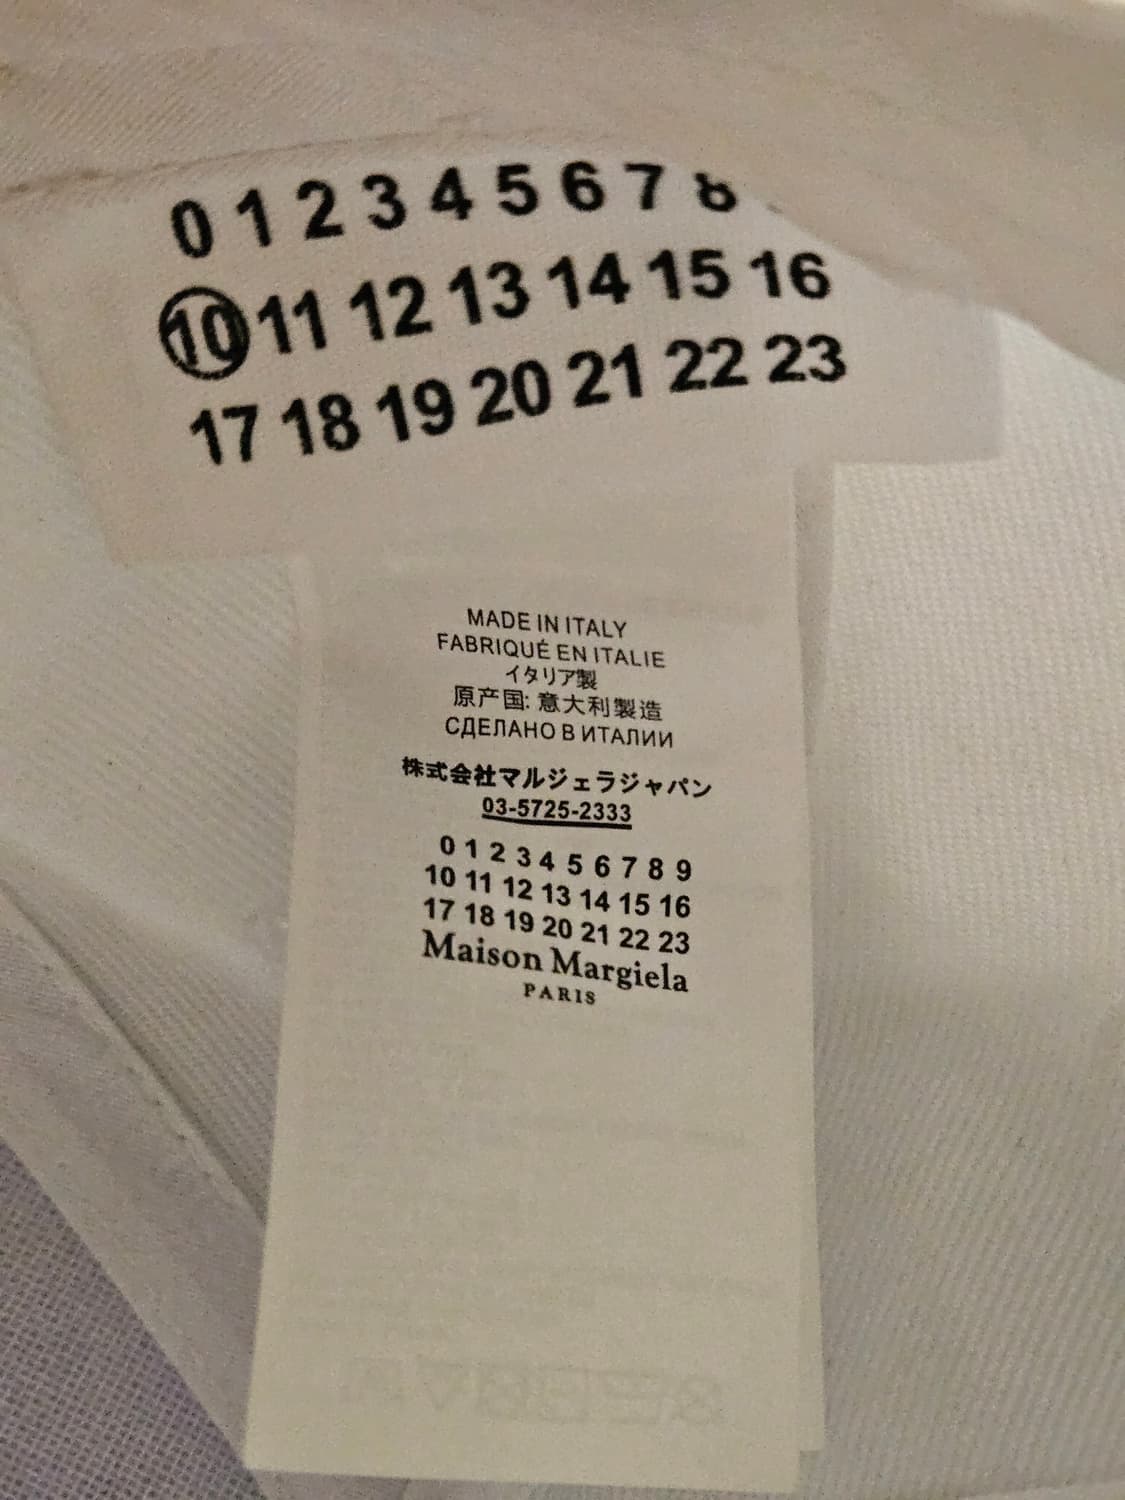 0 1 2 3 4 5 6 7 8
10 11 12 13 14 15 16
17 18 19 20 21 22 23
MADE IN ITALY
FABRIQUÉ EN ITALIE
イタリア製
原产国: 意大利製造
СДЕЛАНО В ИТАЛИИ
株式会社マルジェラジャパン
03-5725-2333
0 1 2 3 4 5 6 7 8 9
10 11 12 13 14 15 16
17 18 19 20 21 22 23
Maison Margiela
PARIS